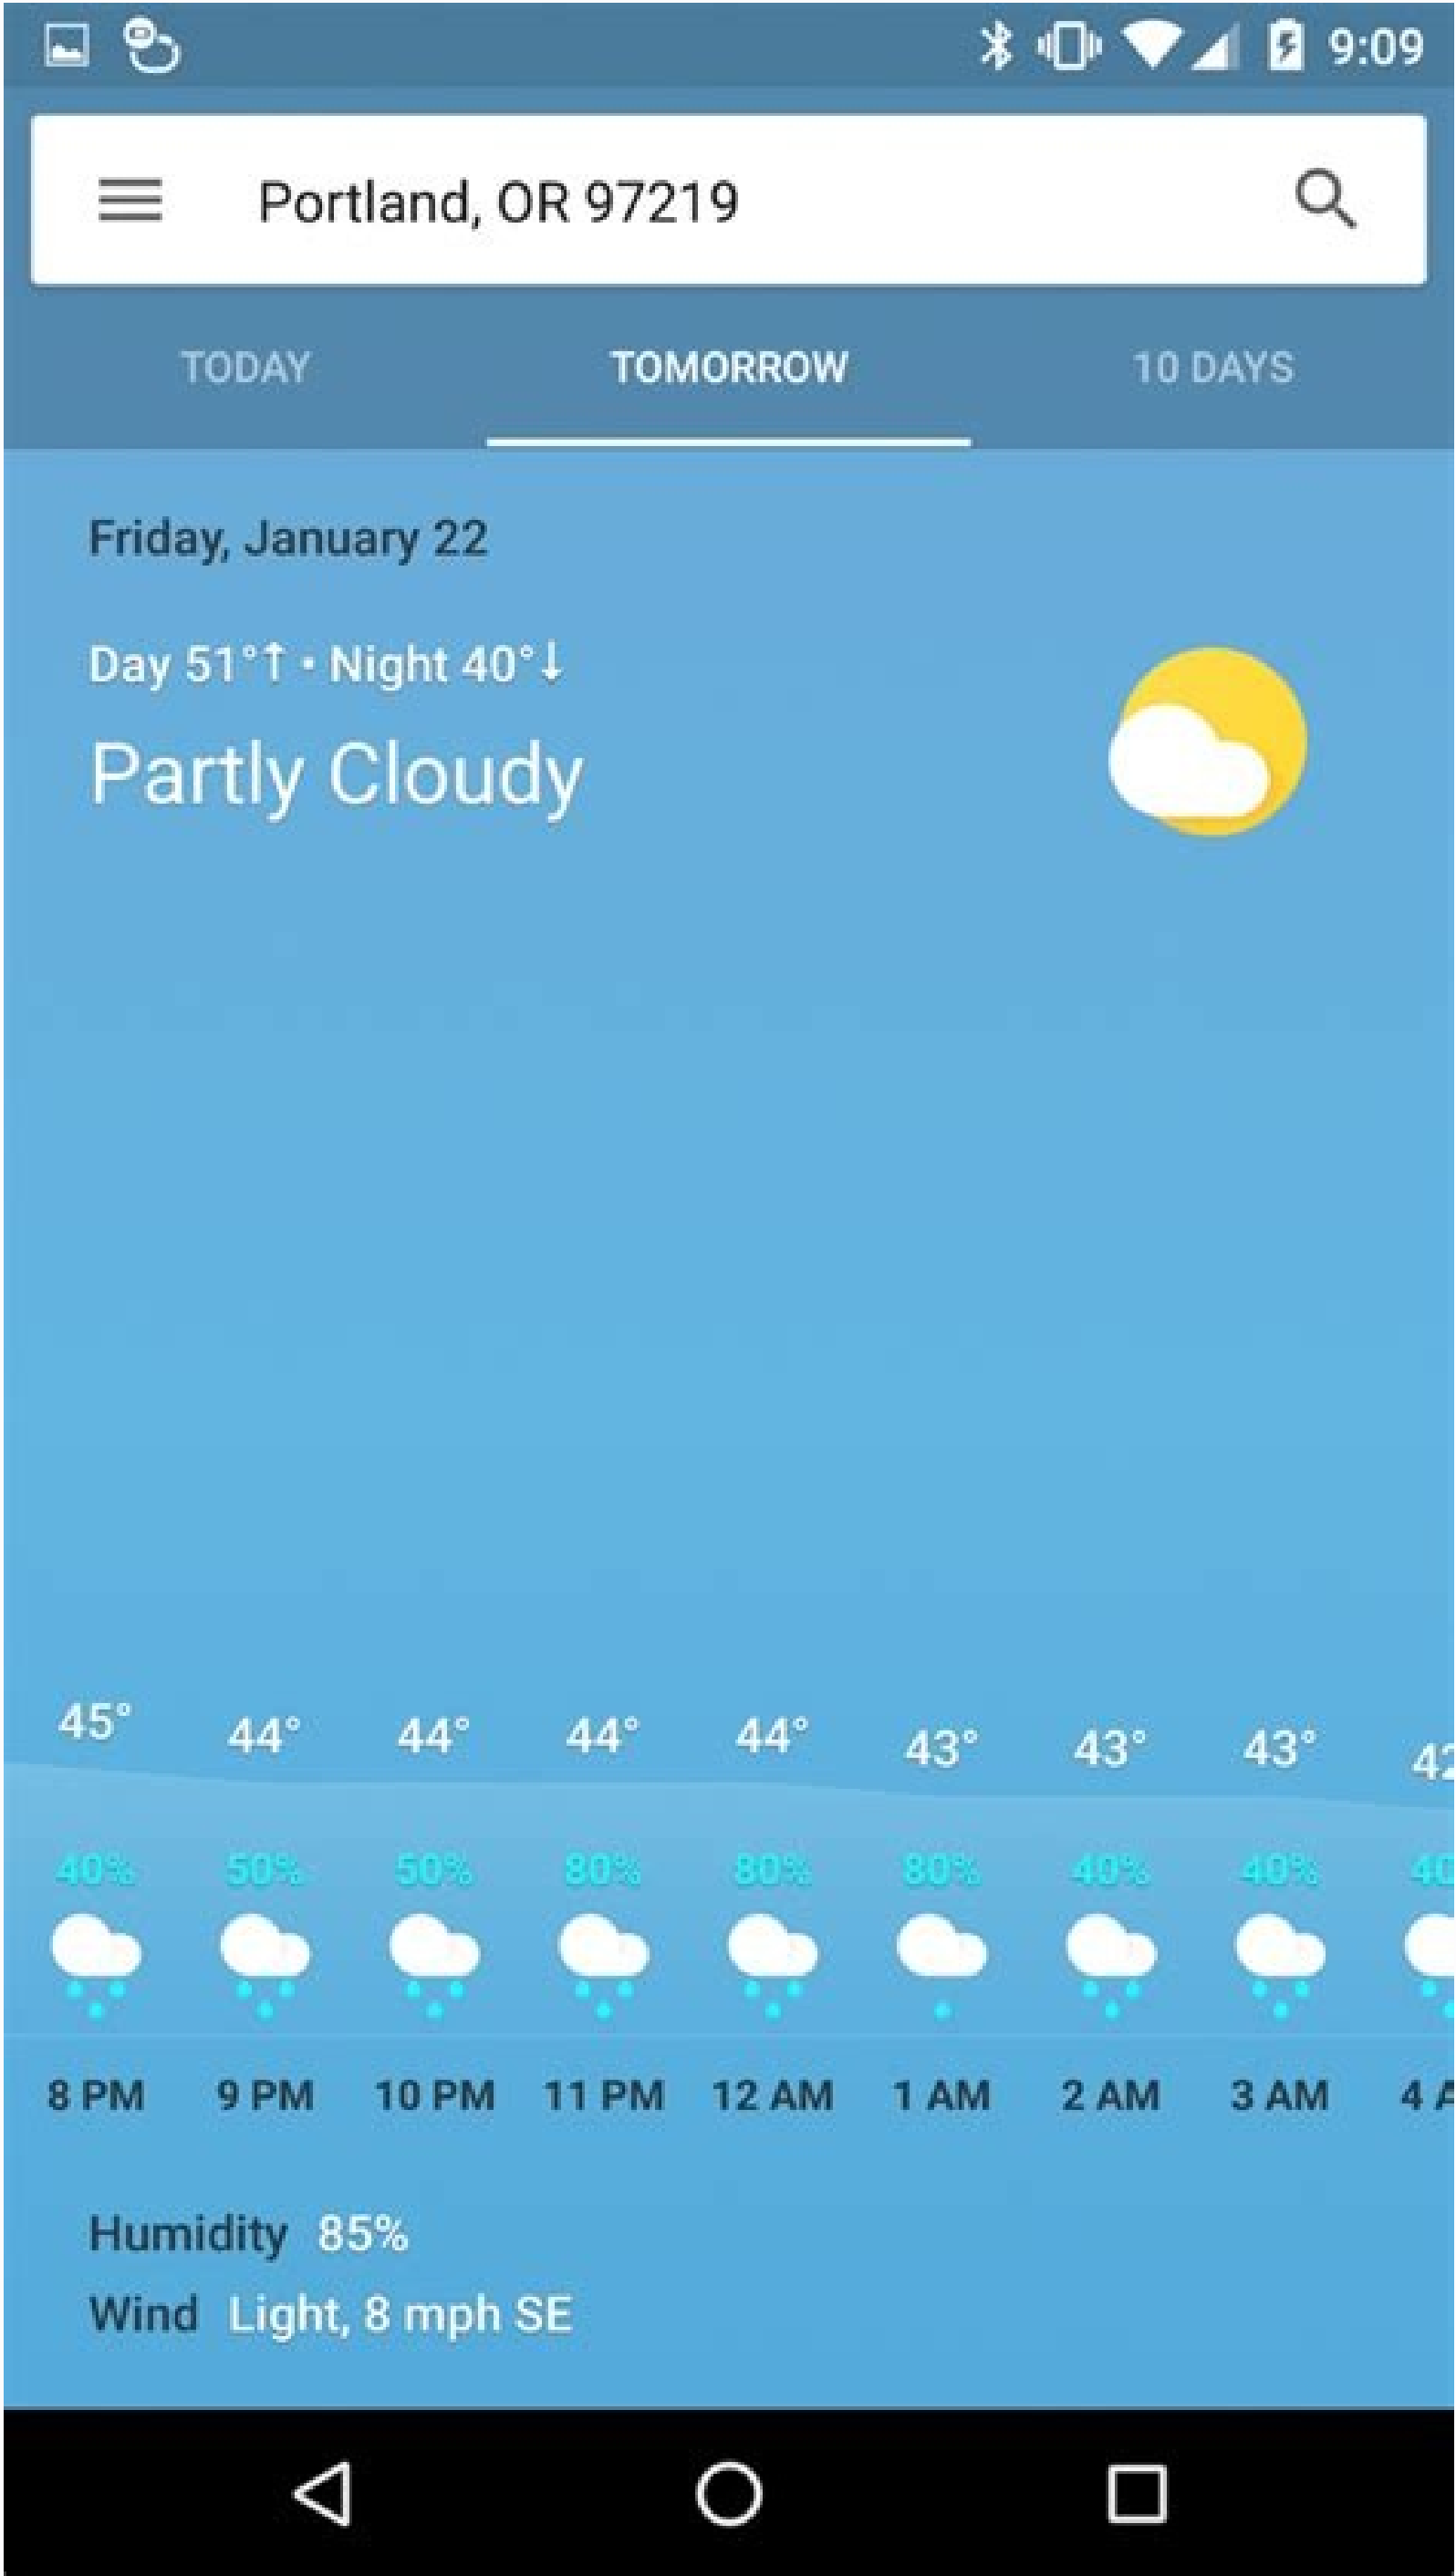 9:09
Portland, OR 97219
TODAY TOMORROW 10 DAYS
Friday, January 22
Day 51°↑ • Night 40°↓
Partly Cloudy
45° 44° 44° 44° 44° 43° 43° 43° 42
40% 50% 50% 80% 80% 80% 40% 40% 40
8 PM 9 PM 10 PM 11 PM 12 AM 1 AM 2 AM 3 AM 4 A
Humidity 85%
Wind Light, 8 mph SE